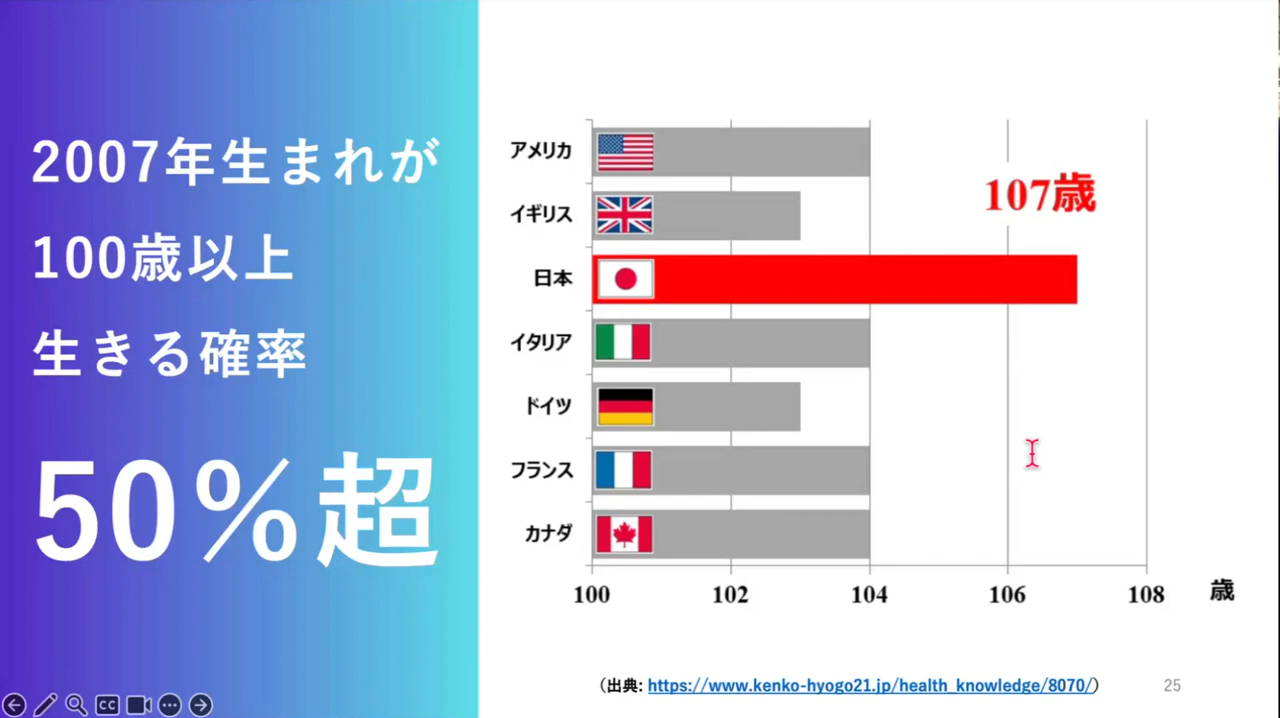 2007年生まれが
100歳以上
生きる確率
50%超
アメリカ
107歳
イギリス
日本
イタリア
ドイツ
フランス
カナダ
100 102 104 106 108 歳
（出典: https://www.kenko-hyogo21.jp/health_knowledge/8070/）
25
CC